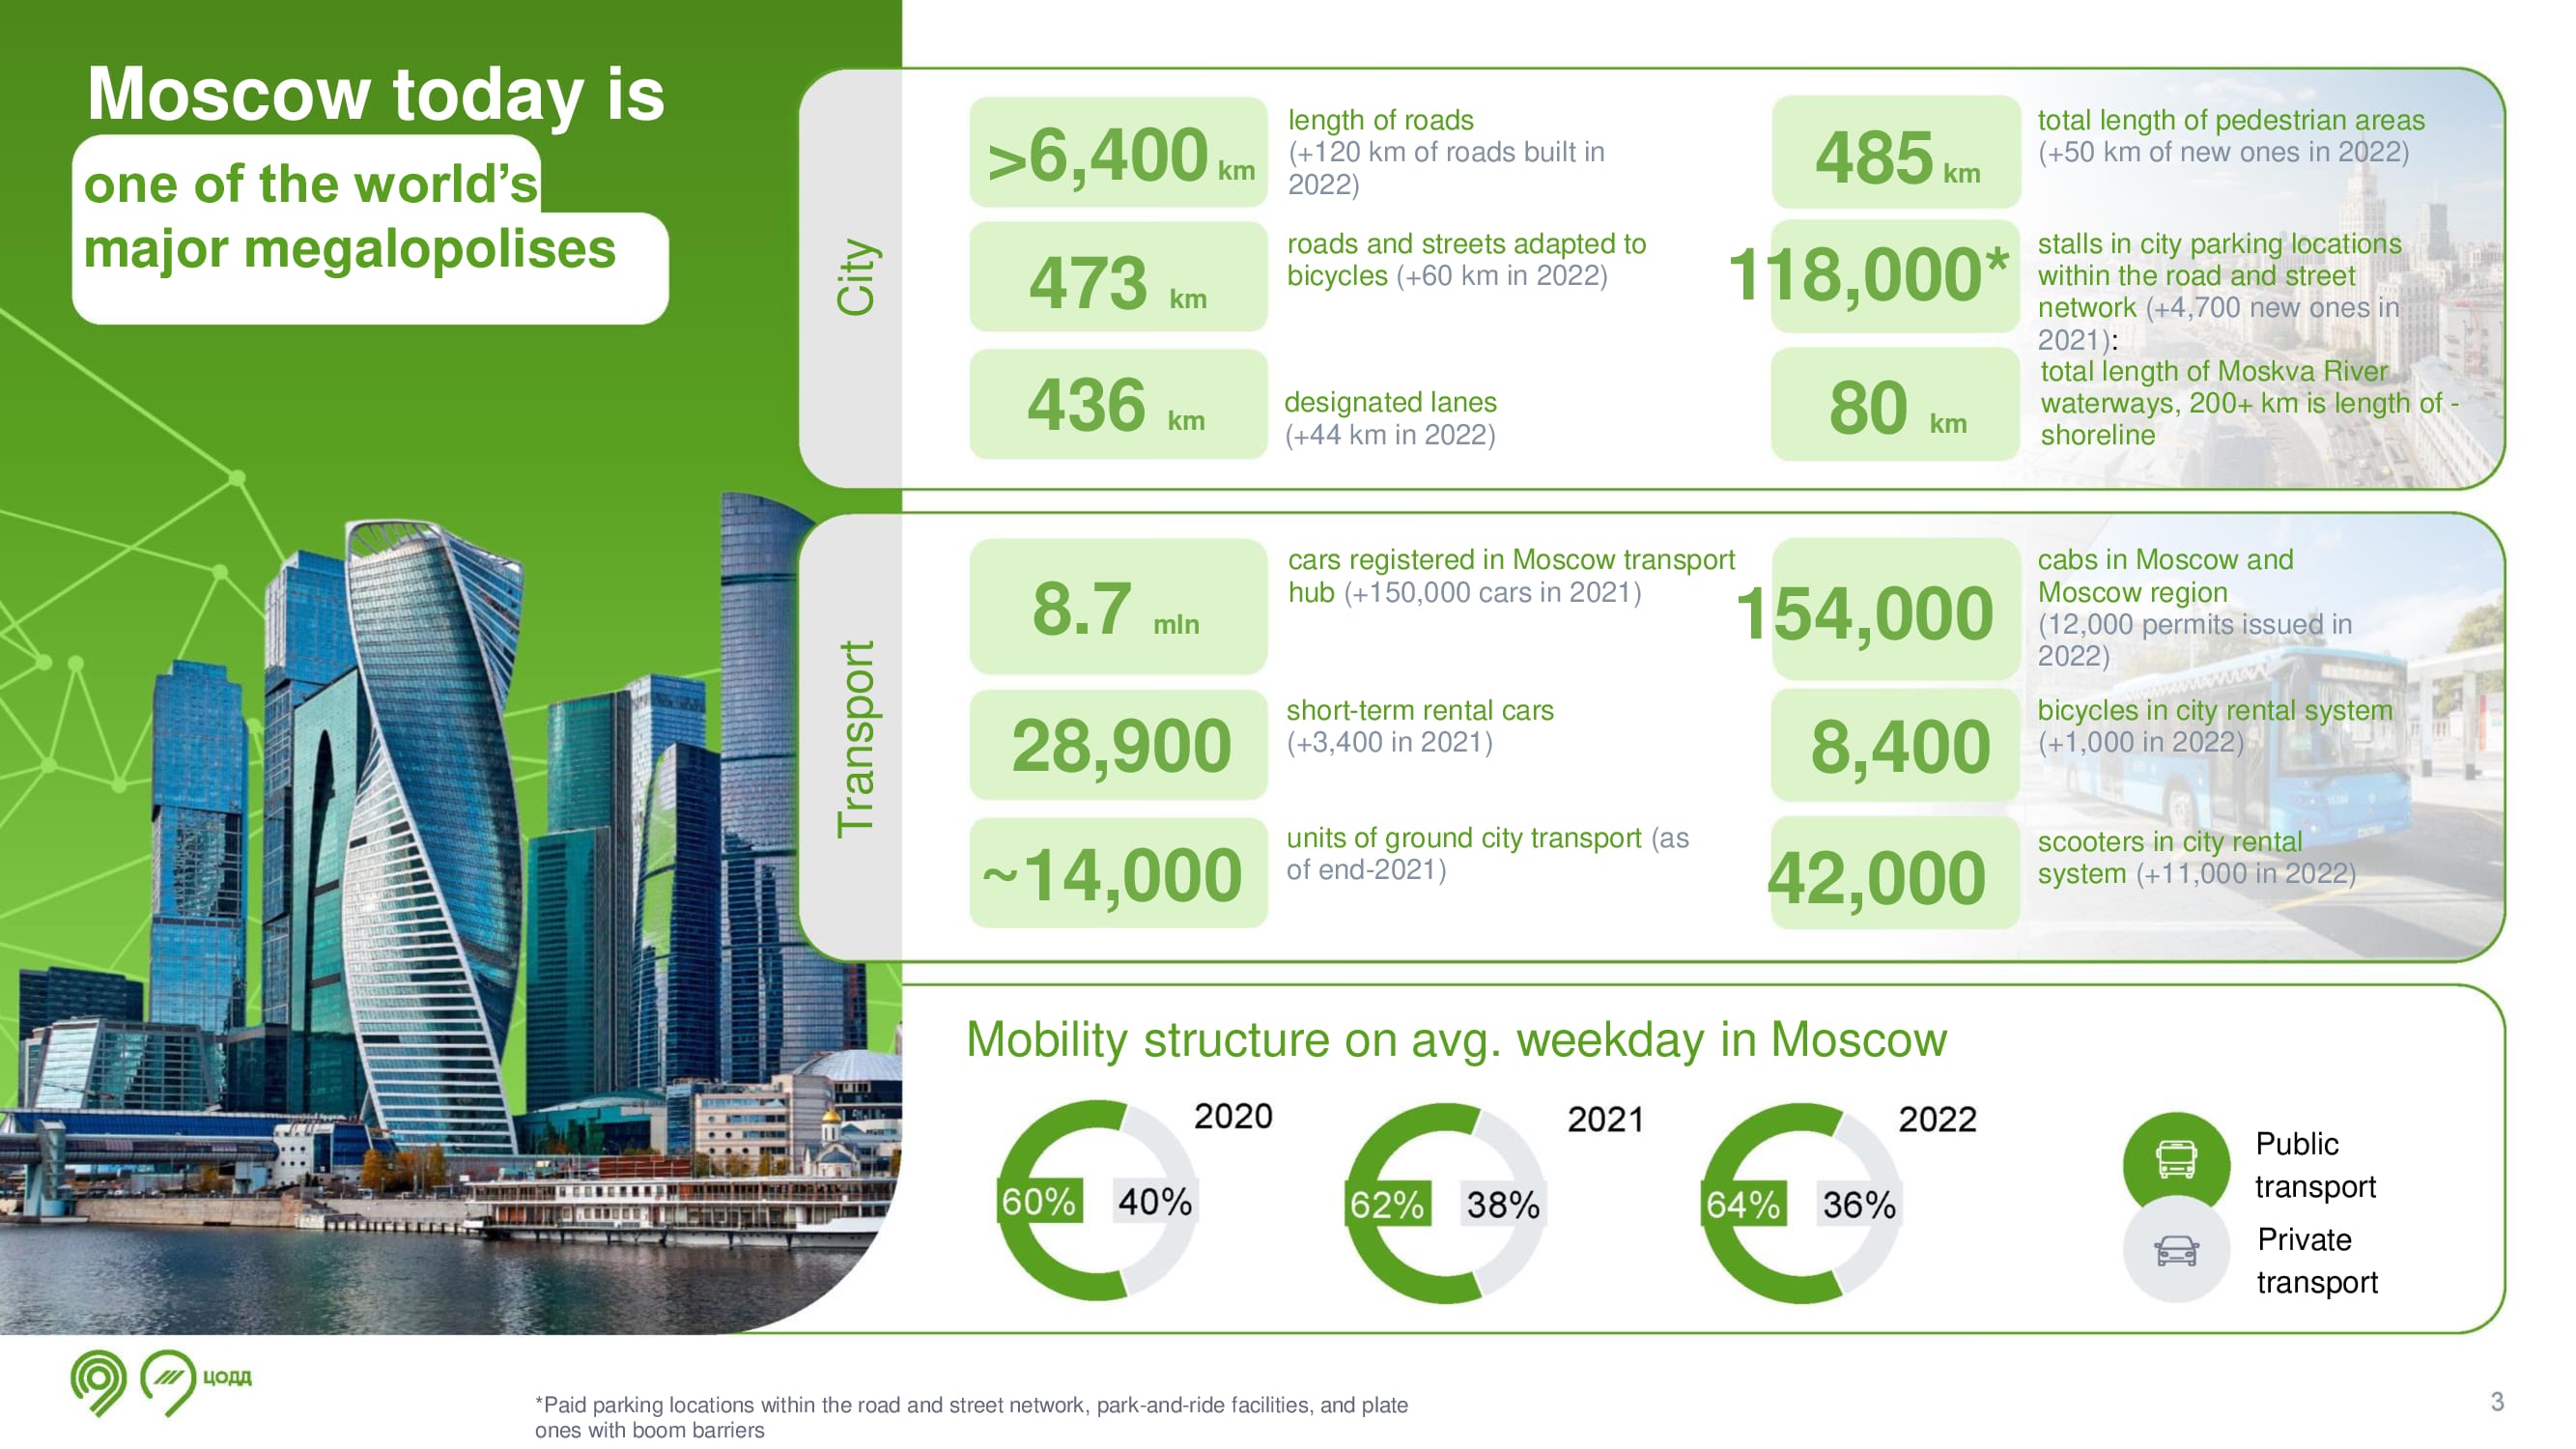 Moscow today is
one of the world’s
major megalopolises
City
>6,400 km
length of roads
(+120 km of roads built in
2022)
473 km
roads and streets adapted to
bicycles (+60 km in 2022)
436 km
designated lanes
(+44 km in 2022)
485 km
total length of pedestrian areas
(+50 km of new ones in 2022)
118,000*
stalls in city parking locations
within the road and street
network (+4,700 new ones in
2021):
80 km
total length of Moskva River
waterways, 200+ km is length of -
shoreline
Transport
8.7 mln
cars registered in Moscow transport
hub (+150,000 cars in 2021)
28,900
short-term rental cars
(+3,400 in 2021)
~14,000
units of ground city transport (as
of end-2021)
154,000
cabs in Moscow and
Moscow region
(12,000 permits issued in
2022)
8,400
bicycles in city rental system
(+1,000 in 2022)
42,000
scooters in city rental
system (+11,000 in 2022)
Mobility structure on avg. weekday in Moscow
2020
60% 40%
2021
62% 38%
2022
64% 36%
Public
transport
Private
transport
ЦОДД
*Paid parking locations within the road and street network, park-and-ride facilities, and plate
ones with boom barriers
3